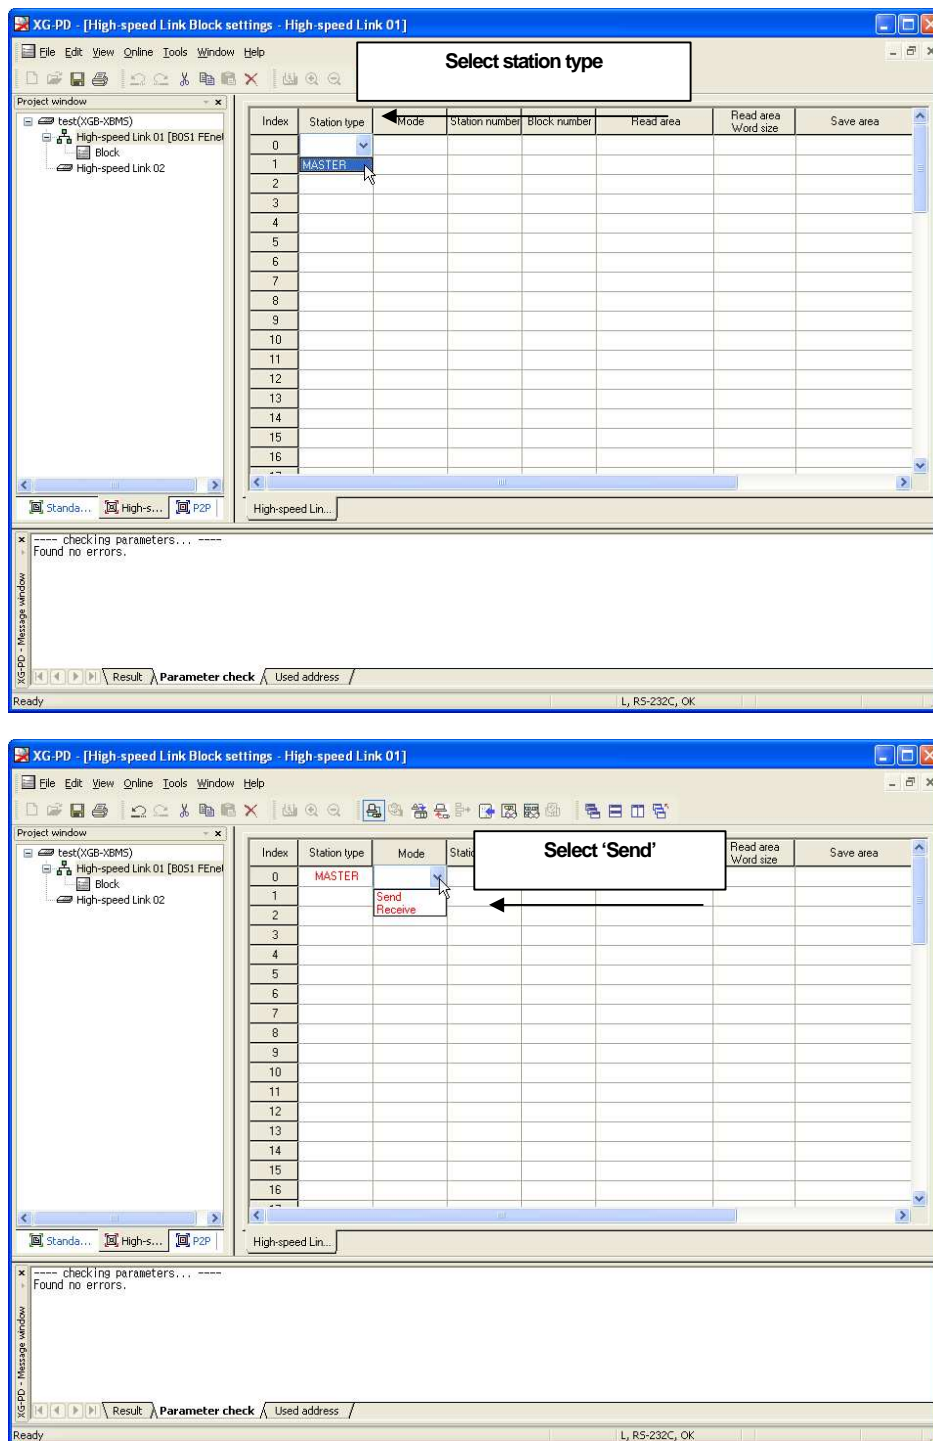 XG-PD - [High-speed Link Block settings - High-speed Link 01]
File Edit View Online Tools Window Help
Select station type
Project window
test(XGB-XBMS)
High-speed Link 01 [B0S1 FEnet
Block
High-speed Link 02
Index Station type Mode Station number Block number Read area Read area Word size Save area
0
1 MASTER
2
3
4
5
6
7
8
9
10
11
12
13
14
15
16
17
Standa... High-s... P2P
High-speed Lin...
---- checking parameters... ----
Found no errors.
XG-PD - Message window
Result Parameter check Used address
Ready L, RS-232C, OK
XG-PD - [High-speed Link Block settings - High-speed Link 01]
File Edit View Online Tools Window Help
Project window
test(XGB-XBMS)
High-speed Link 01 [B0S1 FEnet
Block
High-speed Link 02
Select ‘Send’
Index Station type Mode Static Read area Word size Save area
0 MASTER
1 Send
Receive
2
3
4
5
6
7
8
9
10
11
12
13
14
15
16
17
Standa... High-s... P2P
High-speed Lin...
---- checking parameters... ----
Found no errors.
XG-PD - Message window
Result Parameter check Used address
Ready L, RS-232C, OK